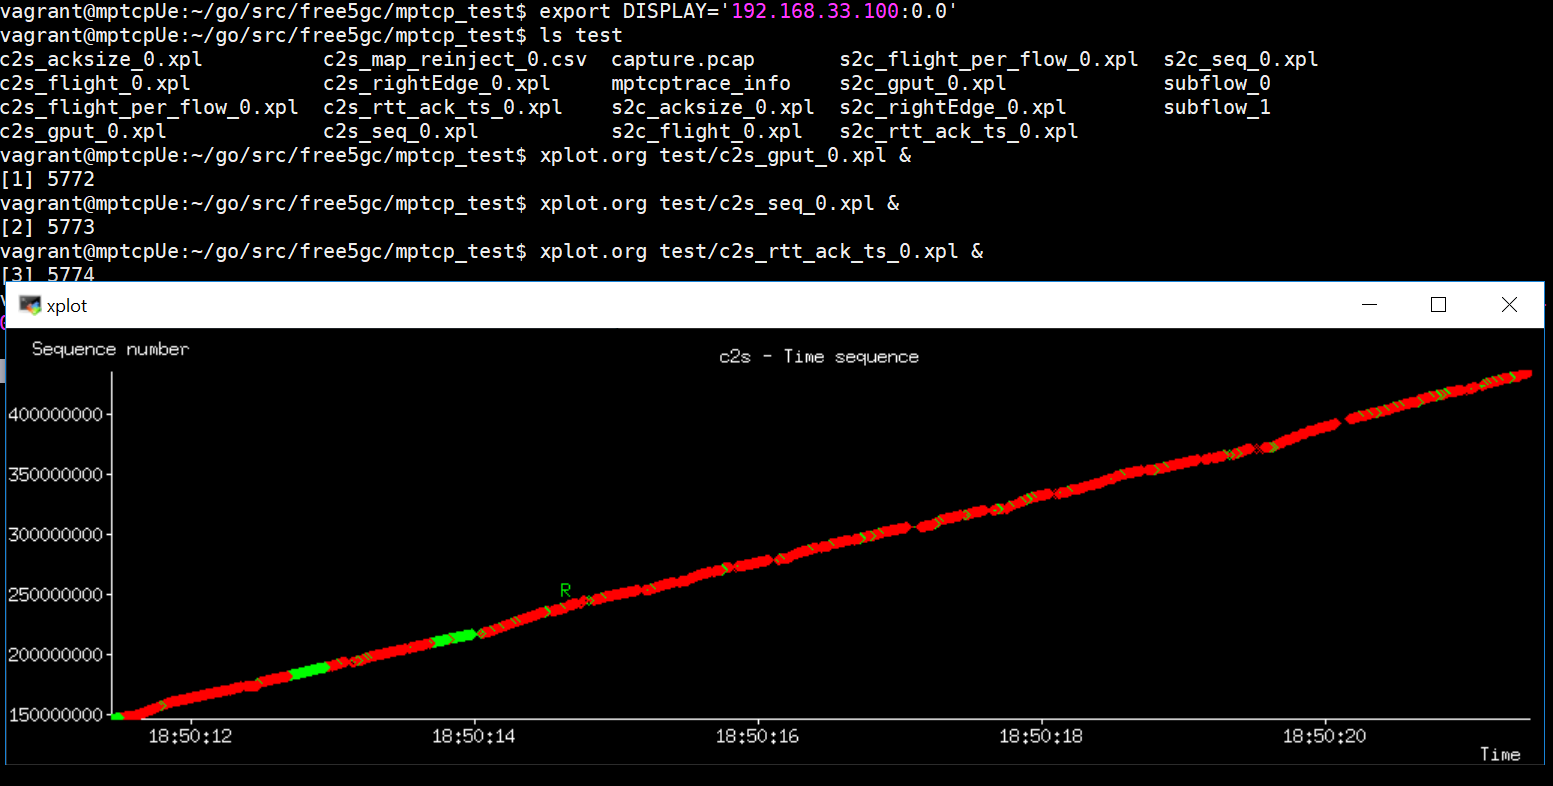 vagrant@mptcpUe:~/go/src/free5gc/mptcp_test$ export DISPLAY='192.168.33.100:0.0'
vagrant@mptcpUe:~/go/src/free5gc/mptcp_test$ ls test
c2s_acksize_0.xpl c2s_map_reinject_0.csv capture.pcap s2c_flight_per_flow_0.xpl s2c_seq_0.xpl
c2s_flight_0.xpl c2s_rightEdge_0.xpl mptcptrace_info s2c_gput_0.xpl subflow_0
c2s_flight_per_flow_0.xpl c2s_rtt_ack_ts_0.xpl s2c_acksize_0.xpl s2c_rightEdge_0.xpl subflow_1
c2s_gput_0.xpl c2s_seq_0.xpl s2c_flight_0.xpl s2c_rtt_ack_ts_0.xpl
vagrant@mptcpUe:~/go/src/free5gc/mptcp_test$ xplot.org test/c2s_gput_0.xpl &
[1] 5772
vagrant@mptcpUe:~/go/src/free5gc/mptcp_test$ xplot.org test/c2s_seq_0.xpl &
[2] 5773
vagrant@mptcpUe:~/go/src/free5gc/mptcp_test$ xplot.org test/c2s_rtt_ack_ts_0.xpl &
[3] 5774
xplot
Sequence number
c2s - Time sequence
400000000
350000000
300000000
250000000
R
200000000
150000000
18:50:12 18:50:14 18:50:16 18:50:18 18:50:20
Time